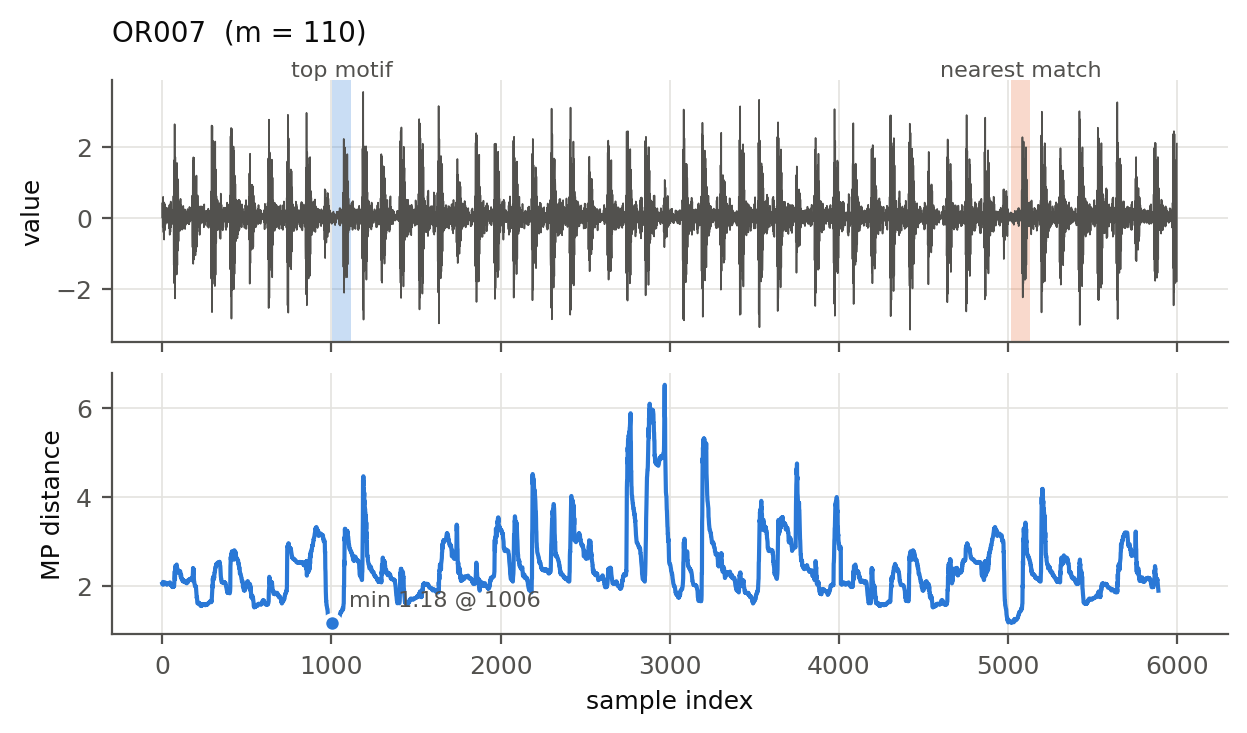 OR007  (m = 110)
top motif
nearest match
value
2
0
−2
MP distance
6
4
2
min 1.18 @ 1006
0
1000
2000
3000
4000
5000
6000
sample index